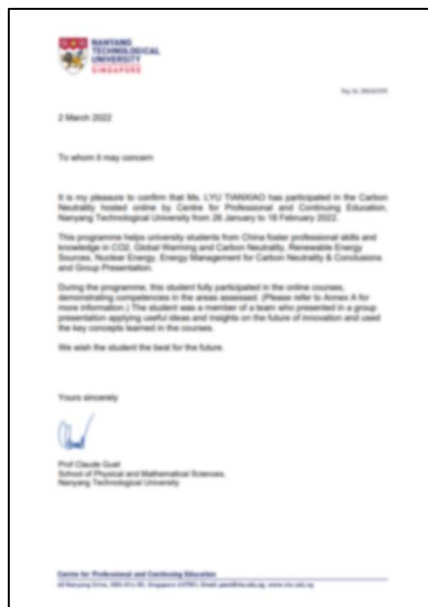 NANYANG
TECHNOLOGICAL
UNIVERSITY
SINGAPORE
2 March 2022
To whom it may concern
It is my pleasure to confirm that Ms. LYU TIANXIAO has participated in the Carbon
Neutrality hosted online by Centre for Professional and Continuing Education,
Nanyang Technological University from 26 January to 18 February 2022.
This programme helps university students from China foster professional skills and
knowledge in CO2, Global Warming and Carbon Neutrality, Renewable Energy
Sources, Nuclear Energy, Energy Management for Carbon Neutrality & Conclusions
and Group Presentation.
During the programme, this student fully participated in the online courses,
demonstrating competencies in the areas assessed. (Please refer to Annex A for
more information.) The student was a member of a team who presented in a group
presentation applying useful ideas and insights on the future of innovation and used
the key concepts learned in the courses.
We wish the student the best for the future.
Yours sincerely
Prof Claude Guet
School of Physical and Mathematical Sciences,
Nanyang Technological University
Centre for Professional and Continuing Education